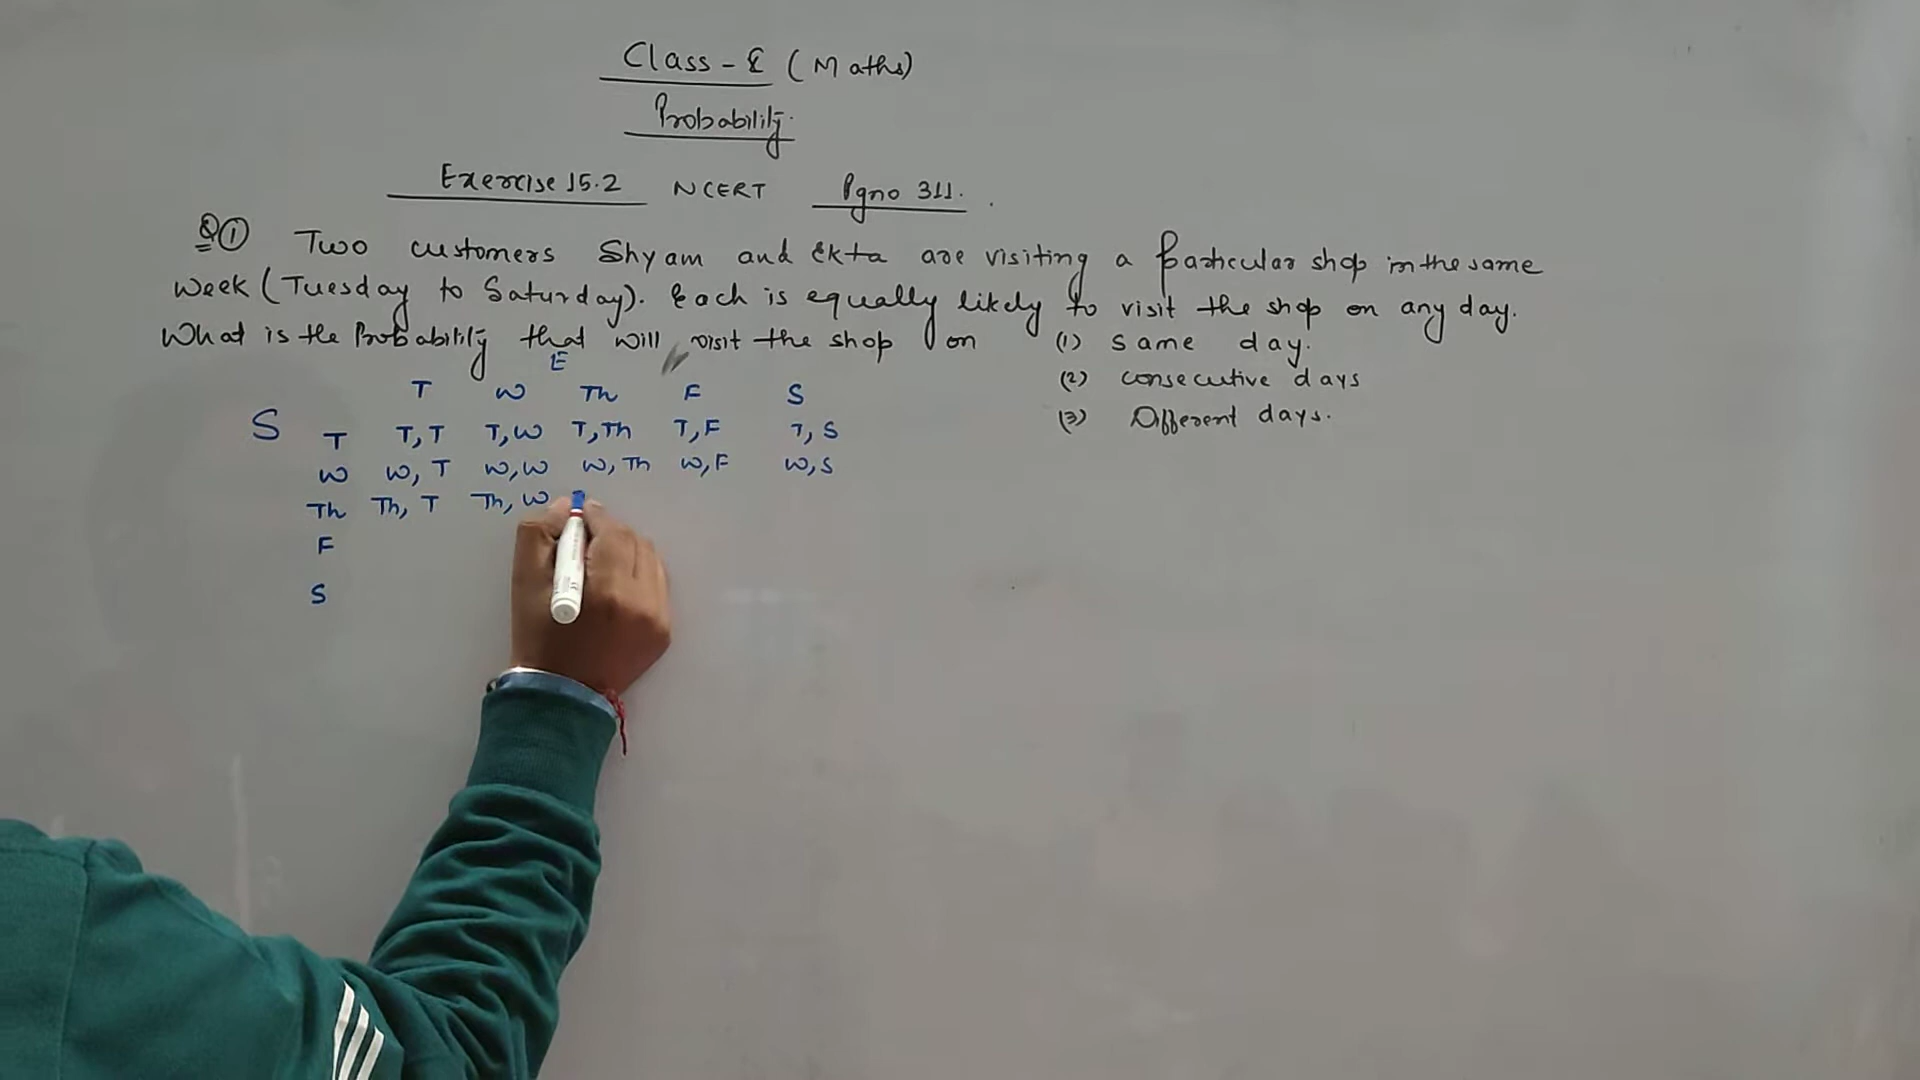 Class - X (Maths)
Probability.
Exercise 15.2 NCERT Pgno 311.
Q① Two customers Shyam and Ekta are visiting a particular shop in the same
week (Tuesday to Saturday). Each is equally likely to visit the shop on any day.
What is the Probability that will visit the shop on (1) same day.
(2) consecutive days
(3) Different days.
E
T W Th F S
S T T,T T,W T,Th T,F T,S
W W,T W,W W,Th W,F W,S
Th Th,T Th,W
F
S